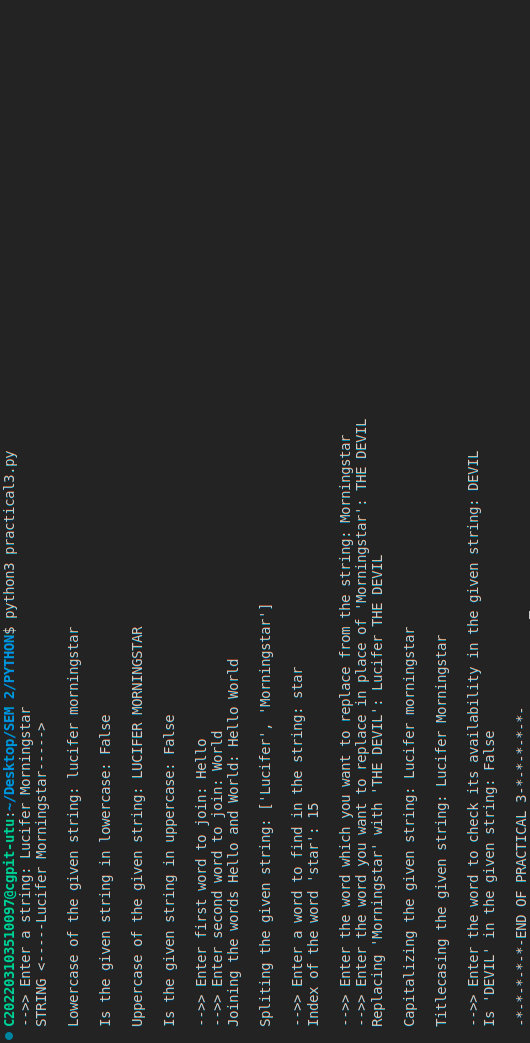 C202203103510097@cgpit-utu:~/Desktop/SEM 2/PYTHON$ python3 practical3.py
-->> Enter a string: Lucifer Morningstar
STRING <-----Lucifer Morningstar----->
Lowercase of the given string: lucifer morningstar
Is the given string in lowercase: False
Uppercase of the given string: LUCIFER MORNINGSTAR
Is the given string in uppercase: False
-->> Enter first word to join: Hello
-->> Enter second word to join: World
Joining the words Hello and World: Hello World
Spliting the given string: ['Lucifer', 'Morningstar']
-->> Enter a word to find in the string: star
Index of the word 'star': 15
-->> Enter the word which you want to replace from the string: Morningstar
-->> Enter the word you want to replace in place of 'Morningstar': THE DEVIL
Replacing 'Morningstar' with 'THE DEVIL': Lucifer THE DEVIL
Capitalizing the given string: Lucifer morningstar
Titlecasing the given string: Lucifer Morningstar
-->> Enter the word to check its availability in the given string: DEVIL
Is 'DEVIL' in the given string: False
-*-*-*-*-*-END OF PRACTICAL 3-*-*-*-*-*-